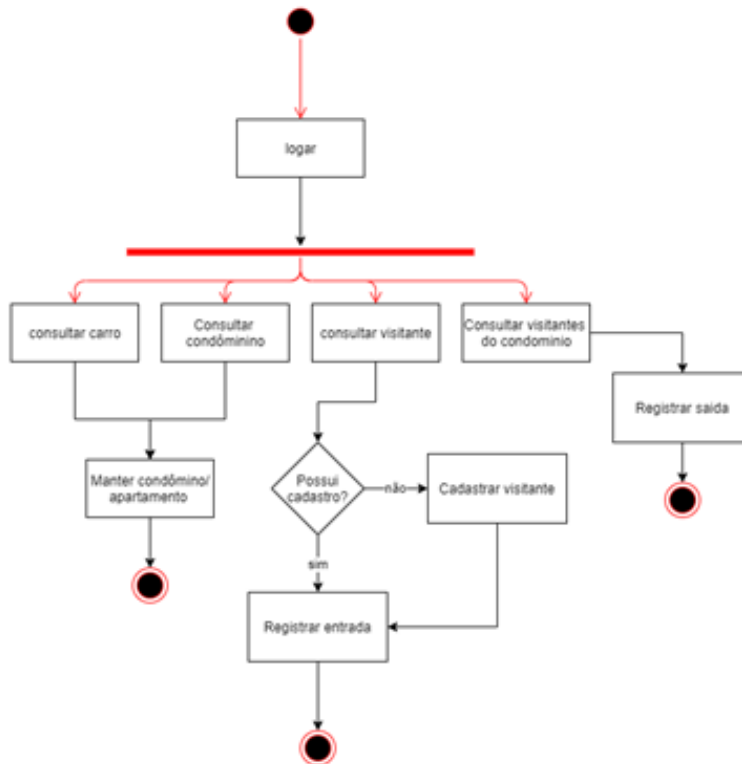 logar
consultar carro
Consultar
condôminino
consultar visitante
Consultar visitantes
do condominio
Registrar saida
Manter condômino/
apartamento
Possui
cadastro?
não
Cadastrar visitante
sim
Registrar entrada